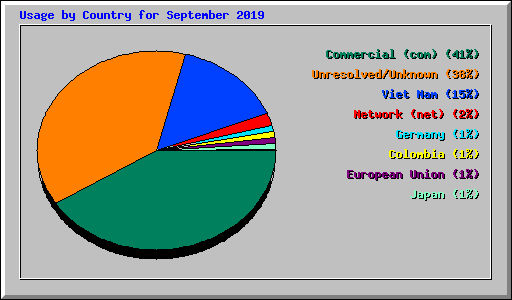 Usage by Country for September 2019
Commercial (com) (41%)
Unresolved/Unknown (38%)
Viet Nam (15%)
Network (net) (2%)
Germany (1%)
Colombia (1%)
European Union (1%)
Japan (1%)